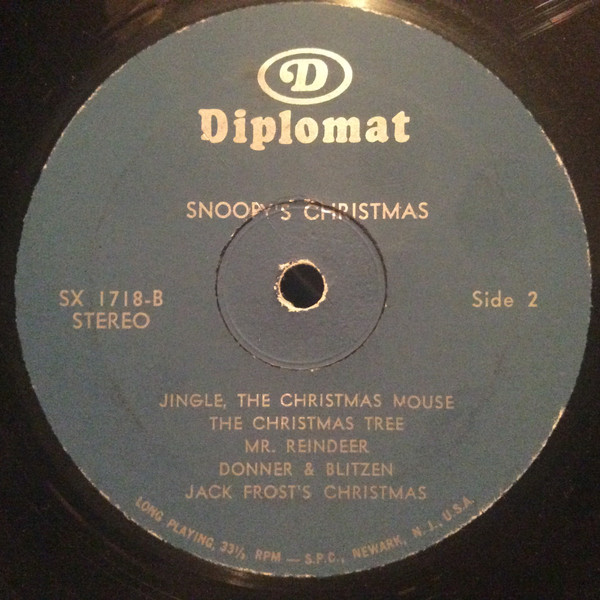 D
Diplomat
SNOOPY'S CHRISTMAS
SX 1718-B
STEREO
Side 2
JINGLE, THE CHRISTMAS MOUSE
THE CHRISTMAS TREE
MR. REINDEER
DONNER & BLITZEN
JACK FROST'S CHRISTMAS
LONG PLAYING, 33⅓ RPM — S.P.C., NEWARK, N. J., U.S.A.